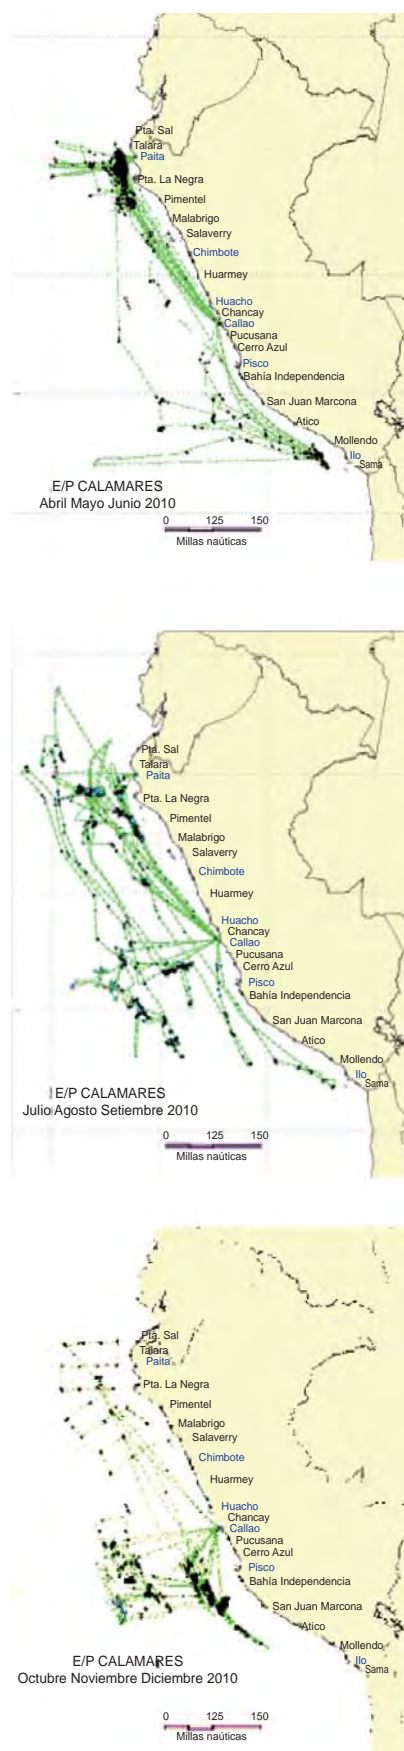 Pta. Sal
Talara
Paita
Pta. La Negra
Pimentel
Malabrigo
Salaverry
Chimbote
Huarmey
Huacho
Chancay
Callao
Pucusana
Cerro Azul
Pisco
Bahía Independencia
San Juan Marcona
Atico
Mollendo
Ilo
Sama
E/P CALAMARES
Abril Mayo Junio 2010
0 125 150
Millas naúticas
Pta. Sal
Talara
Paita
Pta. La Negra
Pimentel
Malabrigo
Salaverry
Chimbote
Huarmey
Huacho
Chancay
Callao
Pucusana
Cerro Azul
Pisco
Bahía Independencia
San Juan Marcona
Atico
Mollendo
Ilo
Sama
E/P CALAMARES
Julio Agosto Setiembre 2010
0 125 150
Millas naúticas
Pta. Sal
Talara
Paita
Pta. La Negra
Pimentel
Malabrigo
Salaverry
Chimbote
Huarmey
Huacho
Chancay
Callao
Pucusana
Cerro Azul
Pisco
Bahía Independencia
San Juan Marcona
Atico
Mollendo
Ilo
Sama
E/P CALAMARES
Octubre Noviembre Diciembre 2010
0 125 150
Millas naúticas